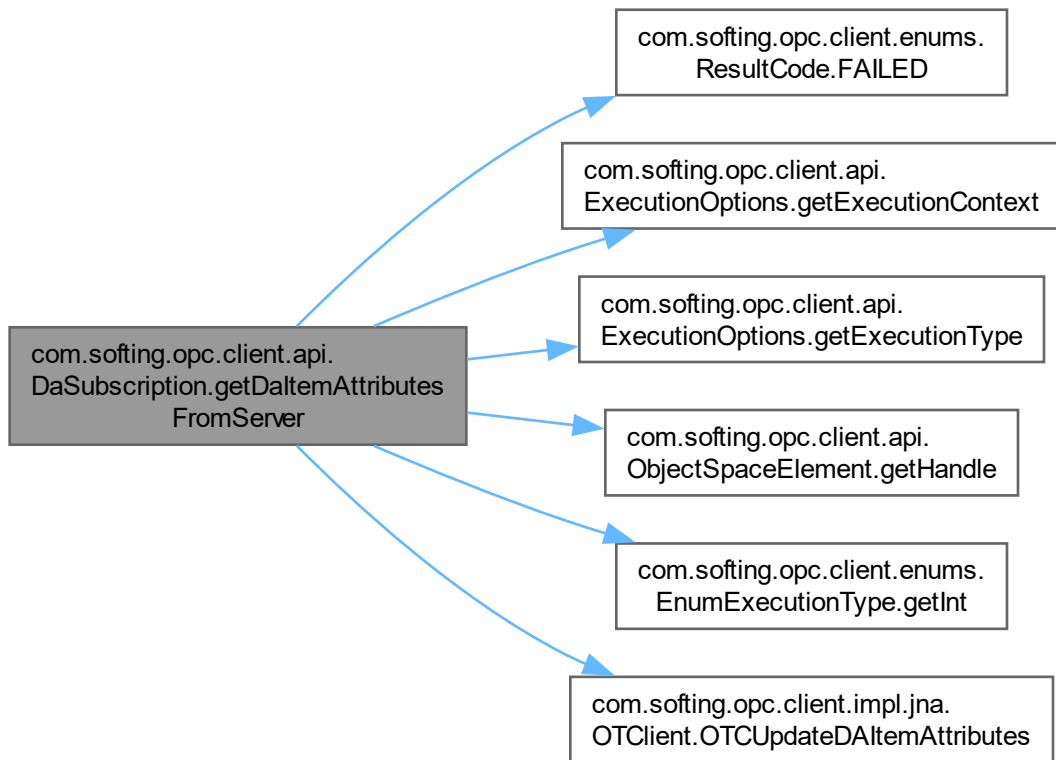 com.softing.opc.client.enums.
ResultCode.FAILED
com.softing.opc.client.api.
ExecutionOptions.getExecutionContext
com.softing.opc.client.api.
ExecutionOptions.getExecutionType
com.softing.opc.client.api.
DaSubscription.getDaItemAttributes
FromServer
com.softing.opc.client.api.
ObjectSpaceElement.getHandle
com.softing.opc.client.enums.
EnumExecutionType.getInt
com.softing.opc.client.impl.jna.
OTClient.OTCUpdateDAItemAttributes